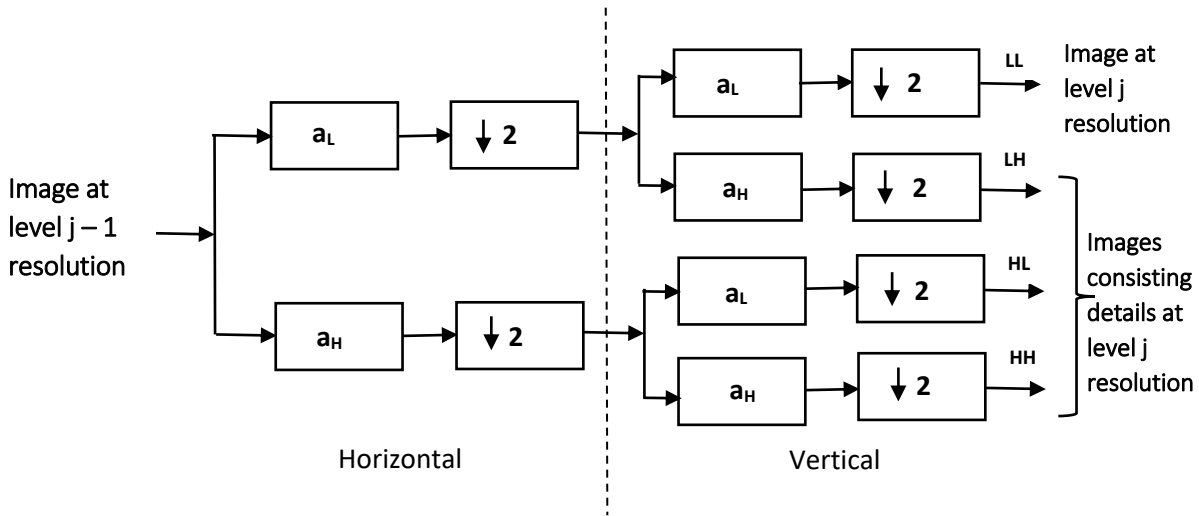 Image at
level j – 1
resolution
aL
↓ 2
aH
↓ 2
Horizontal
aL
↓ 2
LL
aH
↓ 2
LH
aL
↓ 2
HL
aH
↓ 2
HH
Vertical
Image at
level j
resolution
Images
consisting
details at
level j
resolution